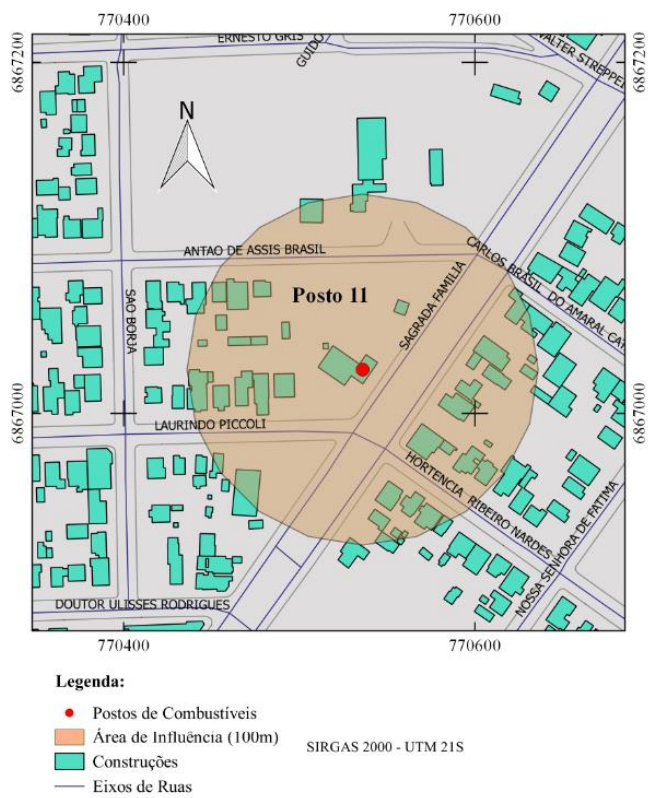 770400
770600
6867200
6867200
ERNESTO GRIS
GUIDO
WALTER STREPPEL
N
ANTAO DE ASSIS BRASIL
CARLOS BRASIL DO AMARAL CAT
Posto 11
SAGRADA FAMILIA
SAO BORJA
6867000
6867000
LAURINDO PICCOLI
HORTENCIA RIBEIRO NARDES
NOSSA SENHORA DE FATIMA
DOUTOR ULISSES RODRIGUES
770400
770600
Legenda:
Postos de Combustíveis
Área de Influência (100m)
SIRGAS 2000 - UTM 21S
Construções
Eixos de Ruas